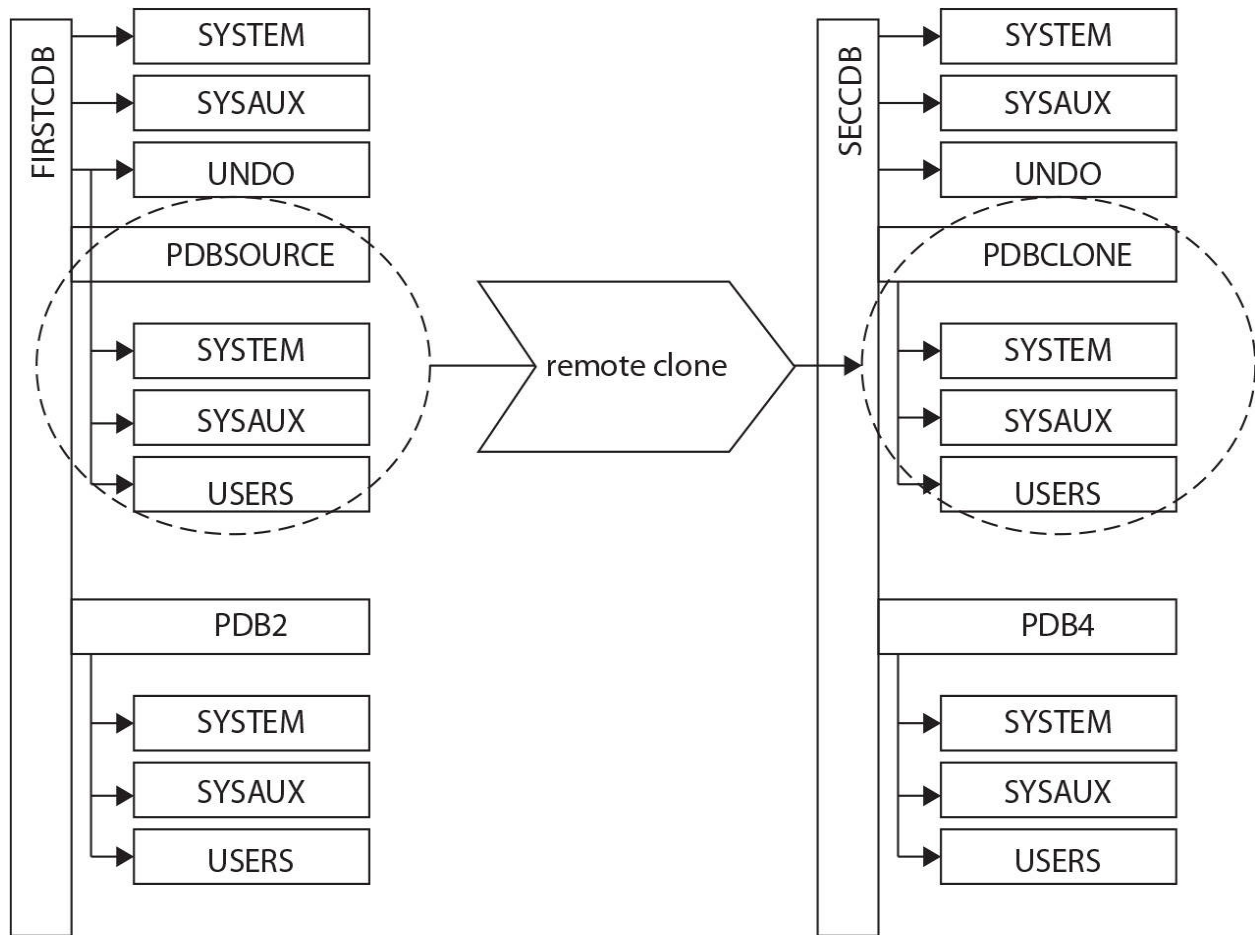 FIRSTCDB
SYSTEM
SYSAUX
UNDO
PDBSOURCE
SYSTEM
SYSAUX
USERS
PDB2
SYSTEM
SYSAUX
USERS
remote clone
SECCDB
SYSTEM
SYSAUX
UNDO
PDBCLONE
SYSTEM
SYSAUX
USERS
PDB4
SYSTEM
SYSAUX
USERS